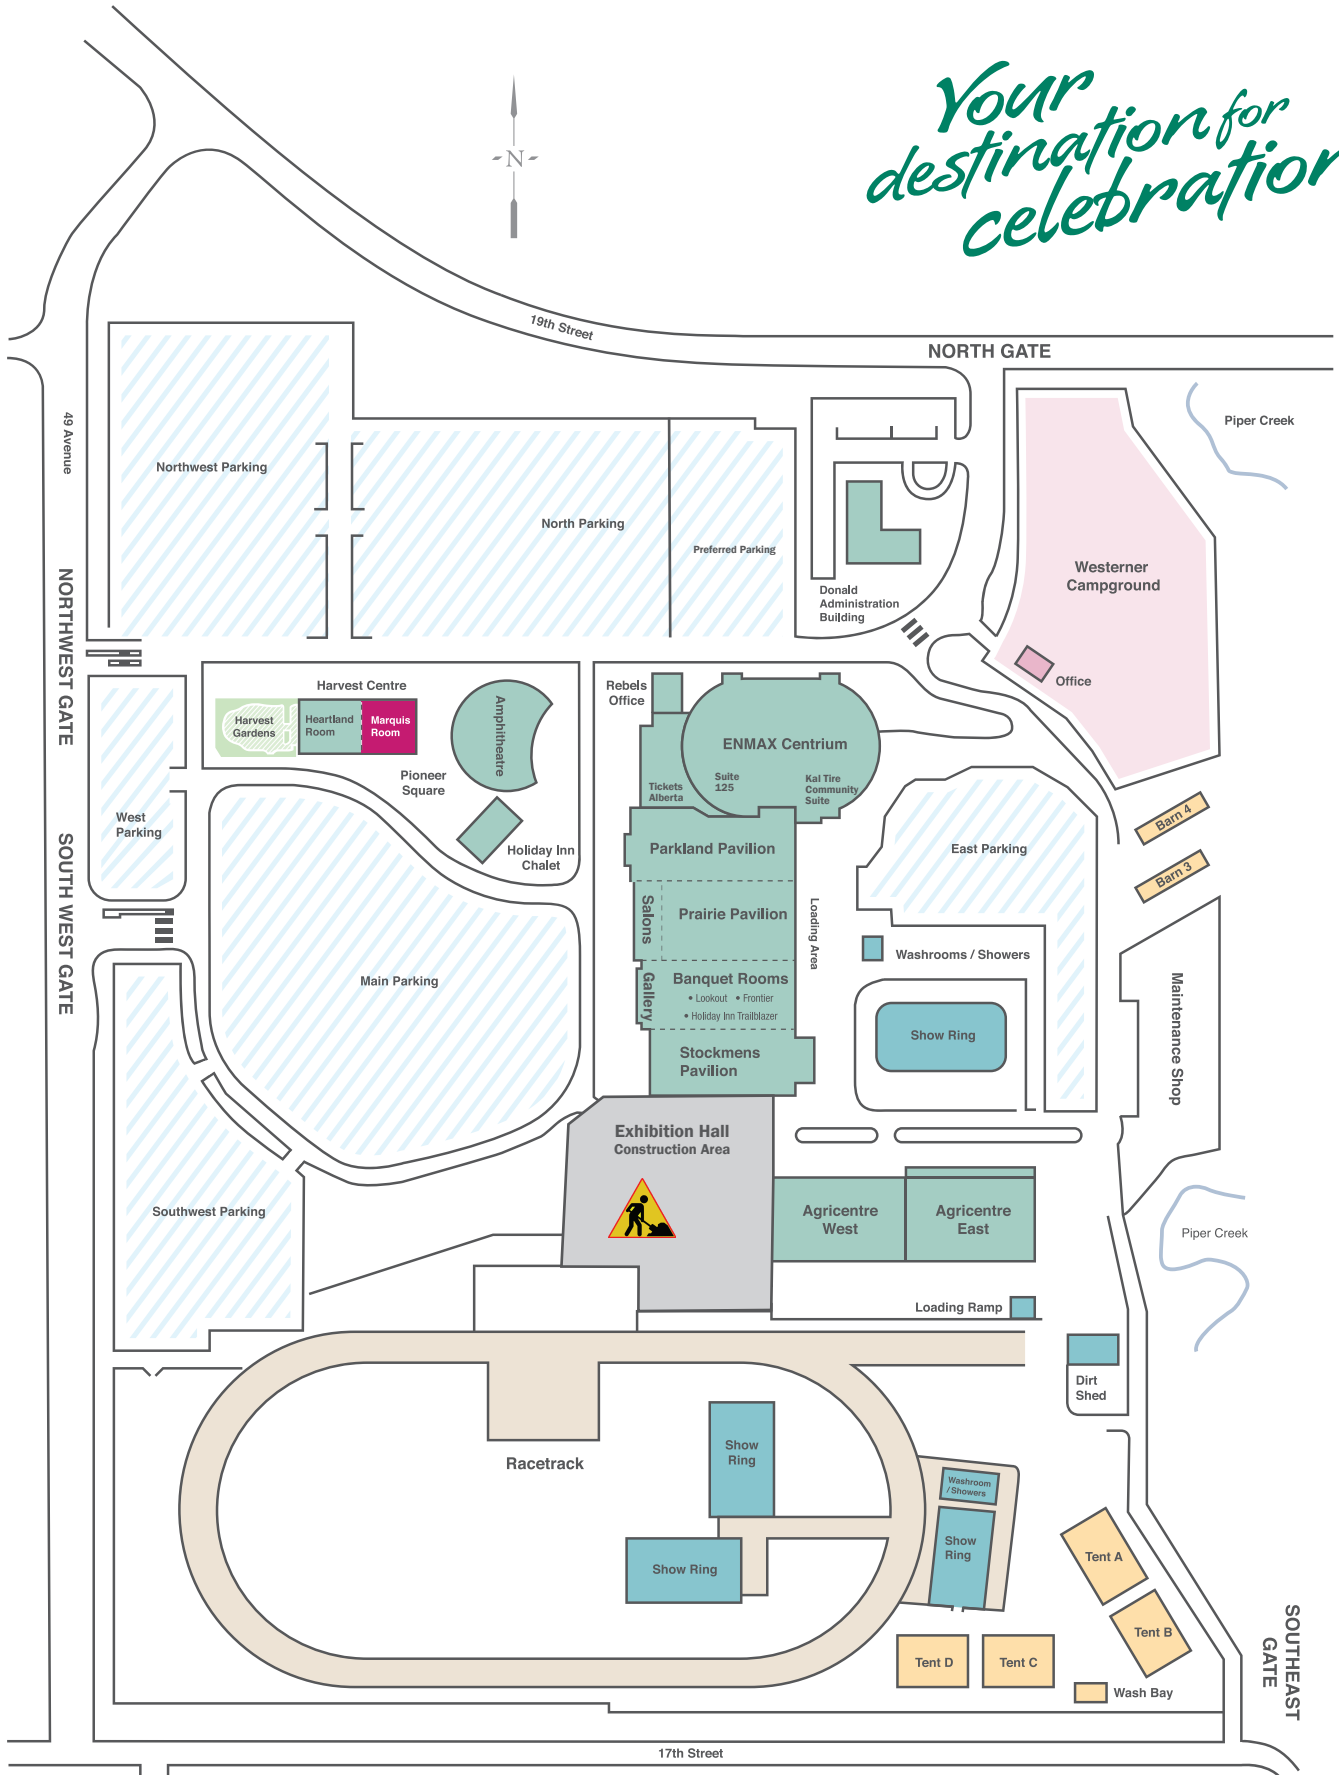 Your
destination for
celebration
N
19th Street
NORTH GATE
49 Avenue
Piper Creek
Northwest Parking
North Parking
Preferred Parking
Westerner
Campground
Donald
Administration
Building
NORTHWEST GATE
Office
Harvest Centre
Harvest
Gardens
Heartland
Room
Marquis
Room
Amphitheatre
Pioneer
Square
Holiday Inn
Chalet
Rebels
Office
ENMAX Centrium
Suite
125
Kal Tire
Community
Suite
Tickets
Alberta
West
Parking
SOUTH WEST GATE
Parkland Pavilion
East Parking
Barn 4
Barn 3
Salons
Prairie Pavilion
Loading Area
Washrooms / Showers
Main Parking
Gallery
Banquet Rooms
• Lookout • Frontier
• Holiday Inn Trailblazer
Show Ring
Maintenance Shop
Stockmens
Pavilion
Exhibition Hall
Construction Area
Southwest Parking
Agricentre
West
Agricentre
East
Piper Creek
Loading Ramp
Dirt
Shed
Racetrack
Show
Ring
Show Ring
Washroom
/ Showers
Show
Ring
Tent A
Tent B
Tent D
Tent C
Wash Bay
SOUTHEAST
GATE
17th Street